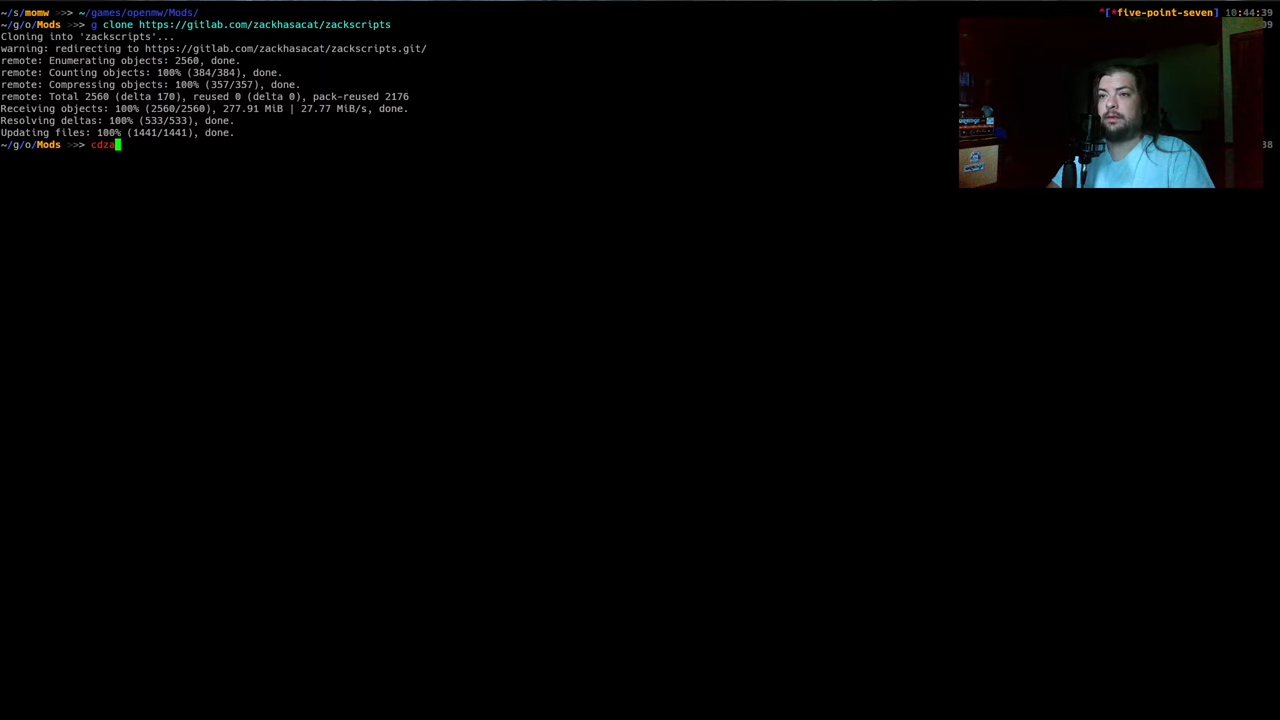 ~/s/momw >>> ~/games/openmw/Mods/ ^[*five-point-seven] 10:44:39
~/g/o/Mods >>> g clone https://gitlab.com/zackscripts/zackscripts 09
Cloning into 'zackscripts'...
warning: redirecting to https://gitlab.com/zackhasacat/zackscripts.git/
remote: Enumerating objects: 2560, done.
remote: Counting objects: 100% (384/384), done.
remote: Compressing objects: 100% (357/357), done.
remote: Total 2560 (delta 170), reused 0 (delta 0), pack-reused 2176
Receiving objects: 100% (2560/2560), 277.91 MiB | 27.77 MiB/s, done.
Resolving deltas: 100% (533/533), done.
Updating files: 100% (1441/1441), done.
~/g/o/Mods >>> cdza 38